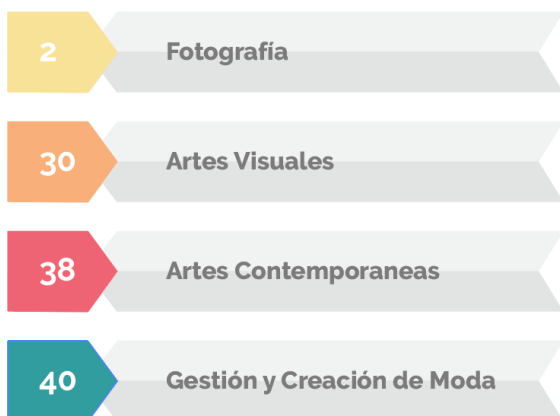 2 Fotografía
30 Artes Visuales
38 Artes Contemporaneas
40 Gestión y Creación de Moda